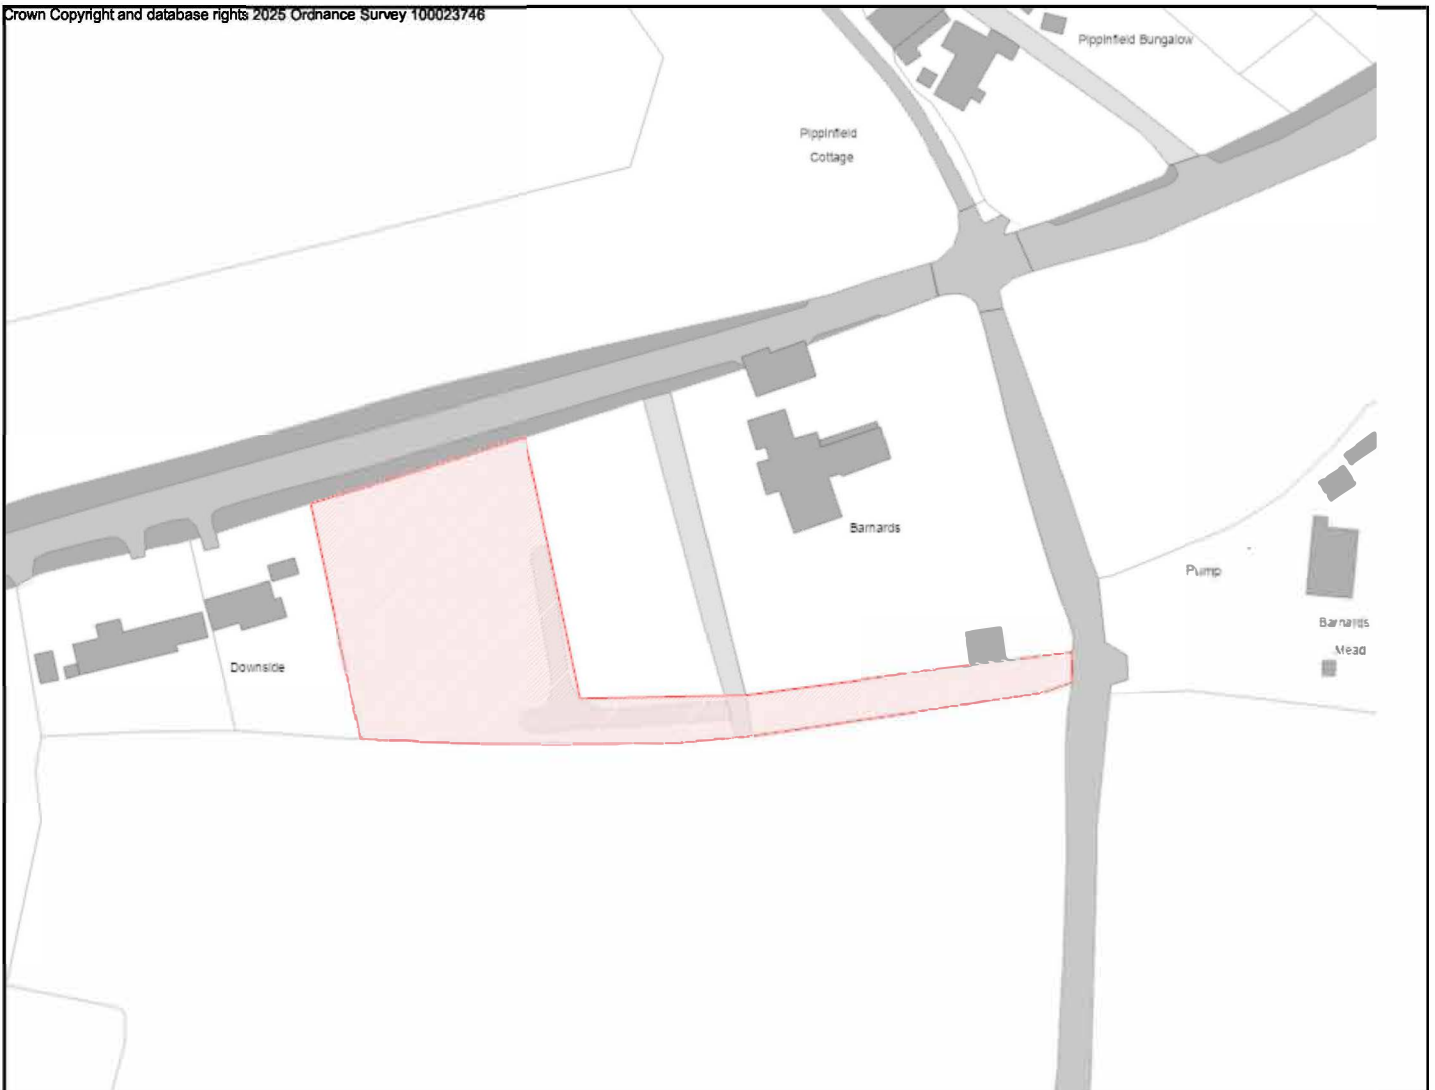 Crown Copyright and database rights 2025 Ordnance Survey 100023746
Pippinfield Bungalow
Pippinfield
Cottage
Barnards
Pump
Barnards
Mead
Downside